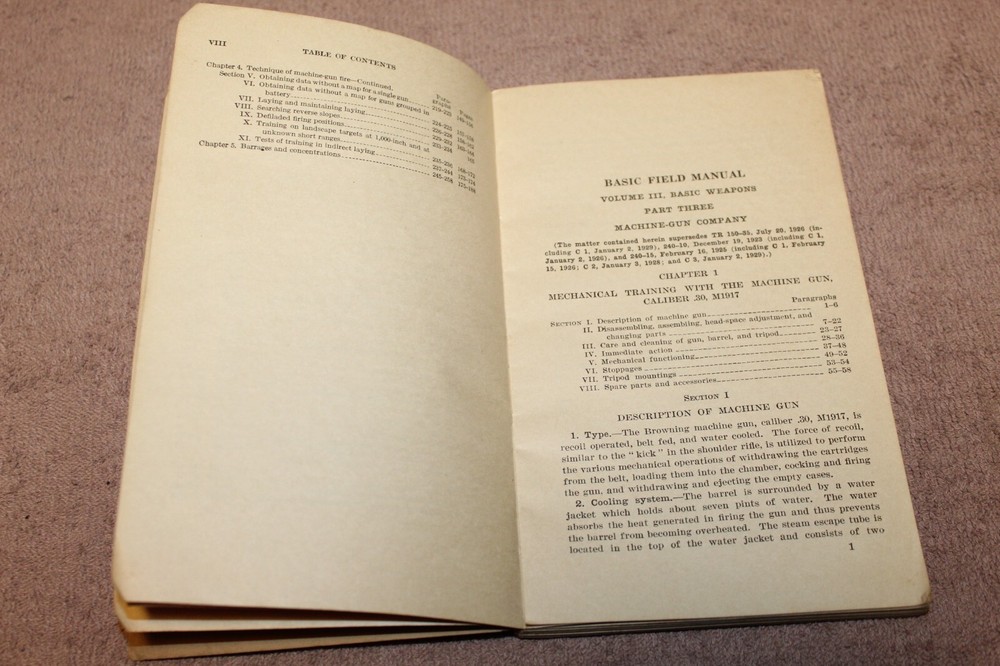 VIII
TABLE OF CONTENTS
Chapter 4. Technique of machine-gun fire—Continued.
Para-
graphs Pages
Section V. Obtaining data without a map for a single gun
VI. Obtaining data without a map for guns grouped in
battery
VII. Laying and maintaining laying
VIII. Searching reverse slopes
IX. Defiladed firing positions
X. Training on landscape targets at 1,000-inch and at
unknown short ranges
XI. Tests of training in indirect laying
Chapter 5. Barrages and concentrations
BASIC FIELD MANUAL
VOLUME III, BASIC WEAPONS
PART THREE
MACHINE-GUN COMPANY
(The matter contained herein supersedes TR 150-35, July 20, 1926 (in-
cluding C 1, January 2, 1929), 240-10, December 19, 1923 (including C 1,
January 2, 1926), and 240-15, February 16, 1925 (including C 1, February
15, 1926; C 2, January 3, 1928; and C 3, January 2, 1929).)
CHAPTER 1
MECHANICAL TRAINING WITH THE MACHINE GUN,
CALIBER .30, M1917
Paragraphs
SECTION I. Description of machine gun 1-6
II. Disassembling, assembling, head-space adjustment, and
changing parts 7-22
III. Care and cleaning of gun, barrel, and tripod 23-27
IV. Immediate action 28-36
V. Mechanical functioning 37-48
VI. Stoppages 49-52
VII. Tripod mountings 53-54
VIII. Spare parts and accessories 55-58
SECTION I
DESCRIPTION OF MACHINE GUN
1. Type.—The Browning machine gun, caliber .30, M1917, is
recoil operated, belt fed, and water cooled. The force of recoil,
similar to the "kick" in the shoulder rifle, is utilized to perform
the various mechanical operations of withdrawing the cartridges
from the belt, loading them into the chamber, cocking and firing
the gun, and withdrawing and ejecting the empty cases.
2. Cooling system.—The barrel is surrounded by a water
jacket which holds about seven pints of water. The water
absorbs the heat generated in firing the gun and thus prevents
the barrel from becoming overheated. The steam escape tube is
located in the top of the water jacket and consists of two
1